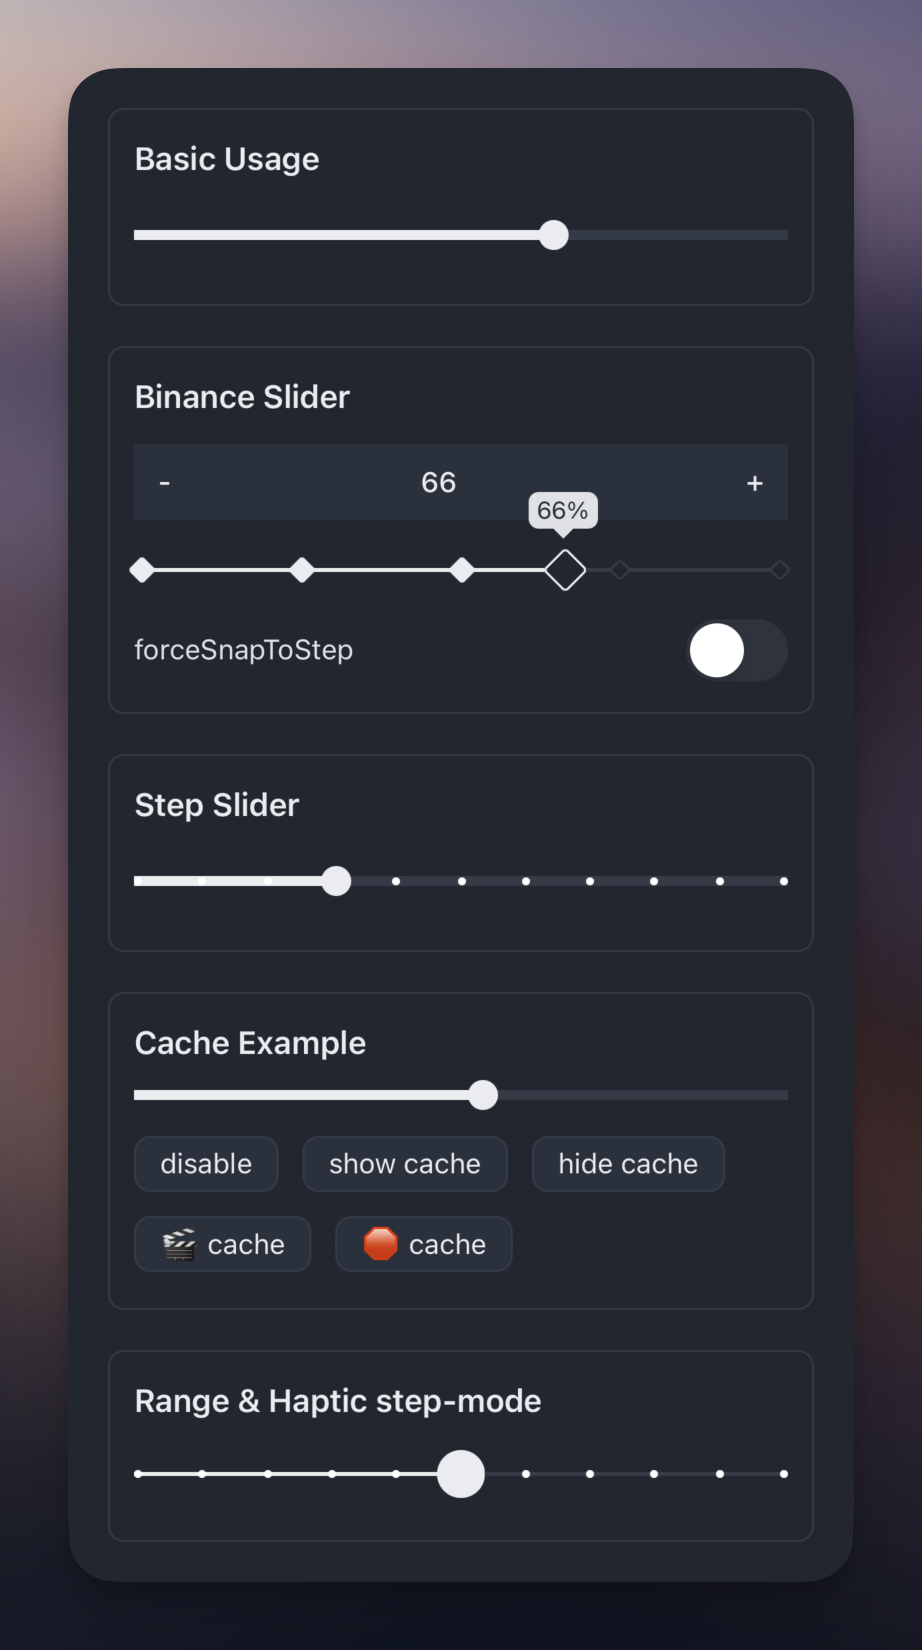 Basic Usage
Binance Slider
- 66 +
66%
forceSnapToStep
Step Slider
Cache Example
disable show cache hide cache
🎬 cache 🛑 cache
Range & Haptic step-mode